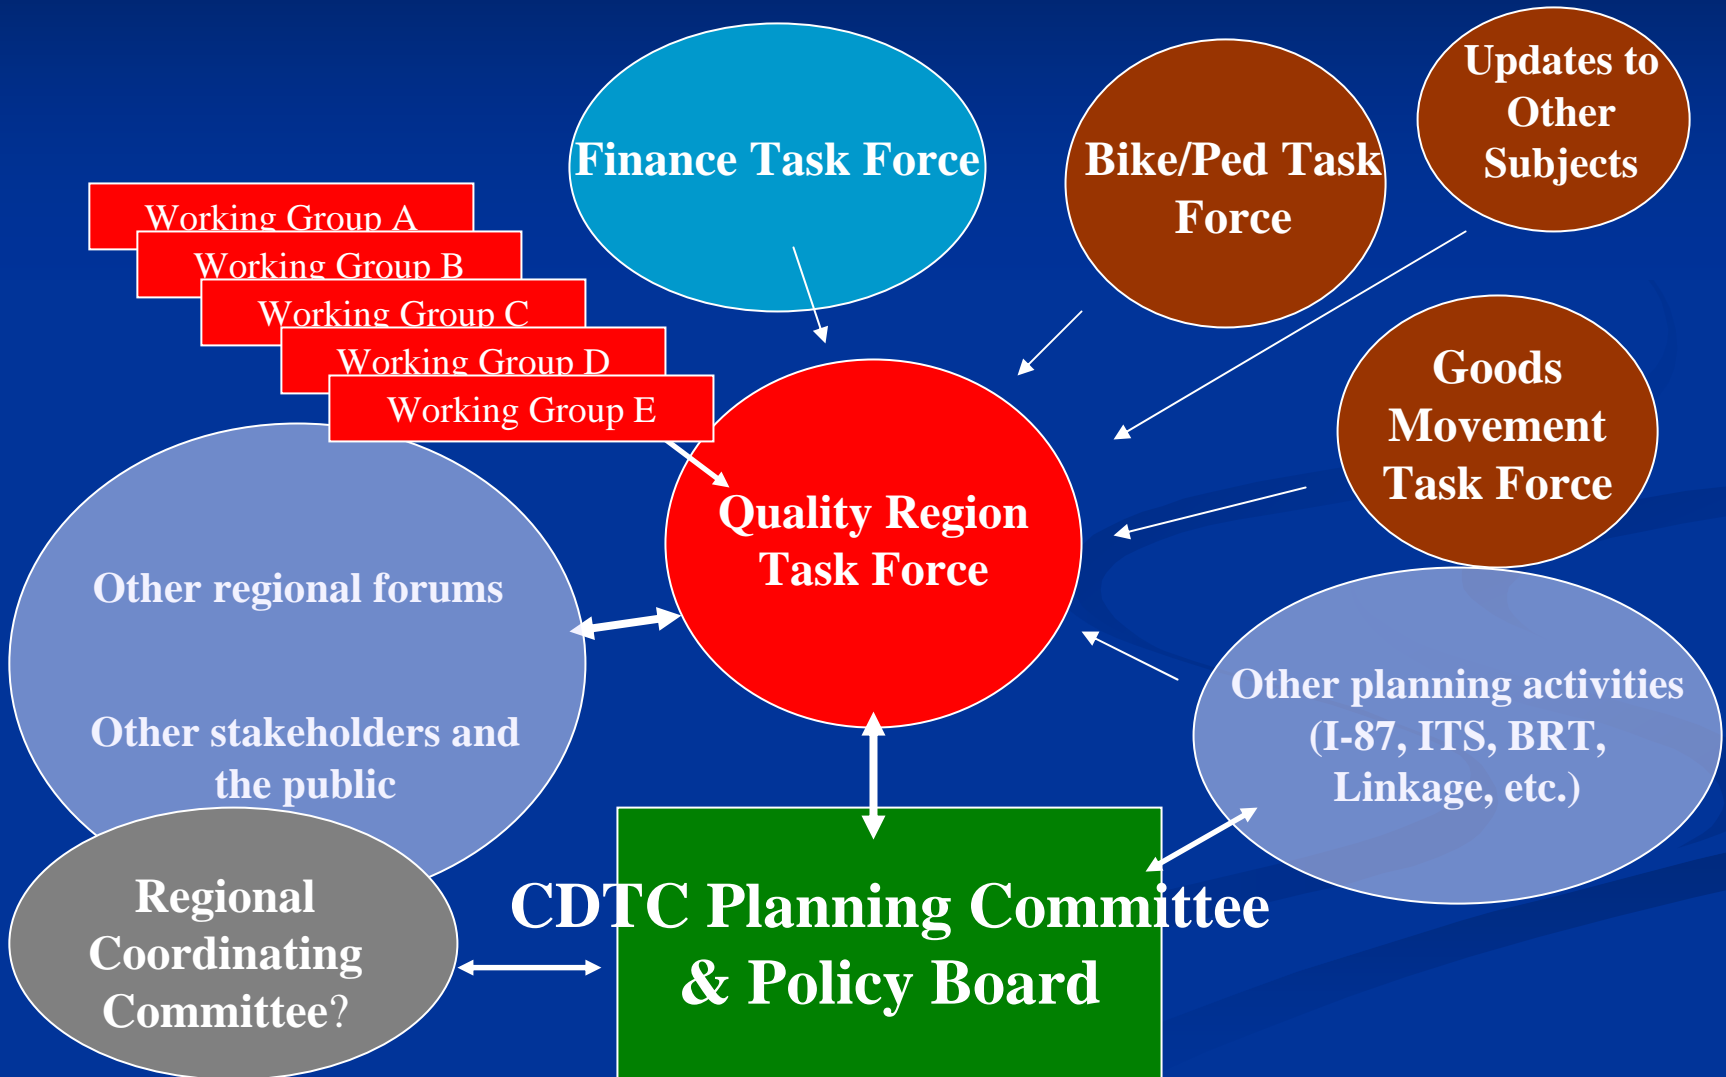 Updates to
Other
Subjects
Finance Task Force
Bike/Ped Task
Force
Working Group A
Working Group B
Working Group C
Working Group D
Working Group E
Goods
Movement
Task Force
Quality Region
Task Force
Other regional forums
Other stakeholders and
the public
Other planning activities
(I-87, ITS, BRT,
Linkage, etc.)
Regional
Coordinating
Committee?
CDTC Planning Committee
& Policy Board